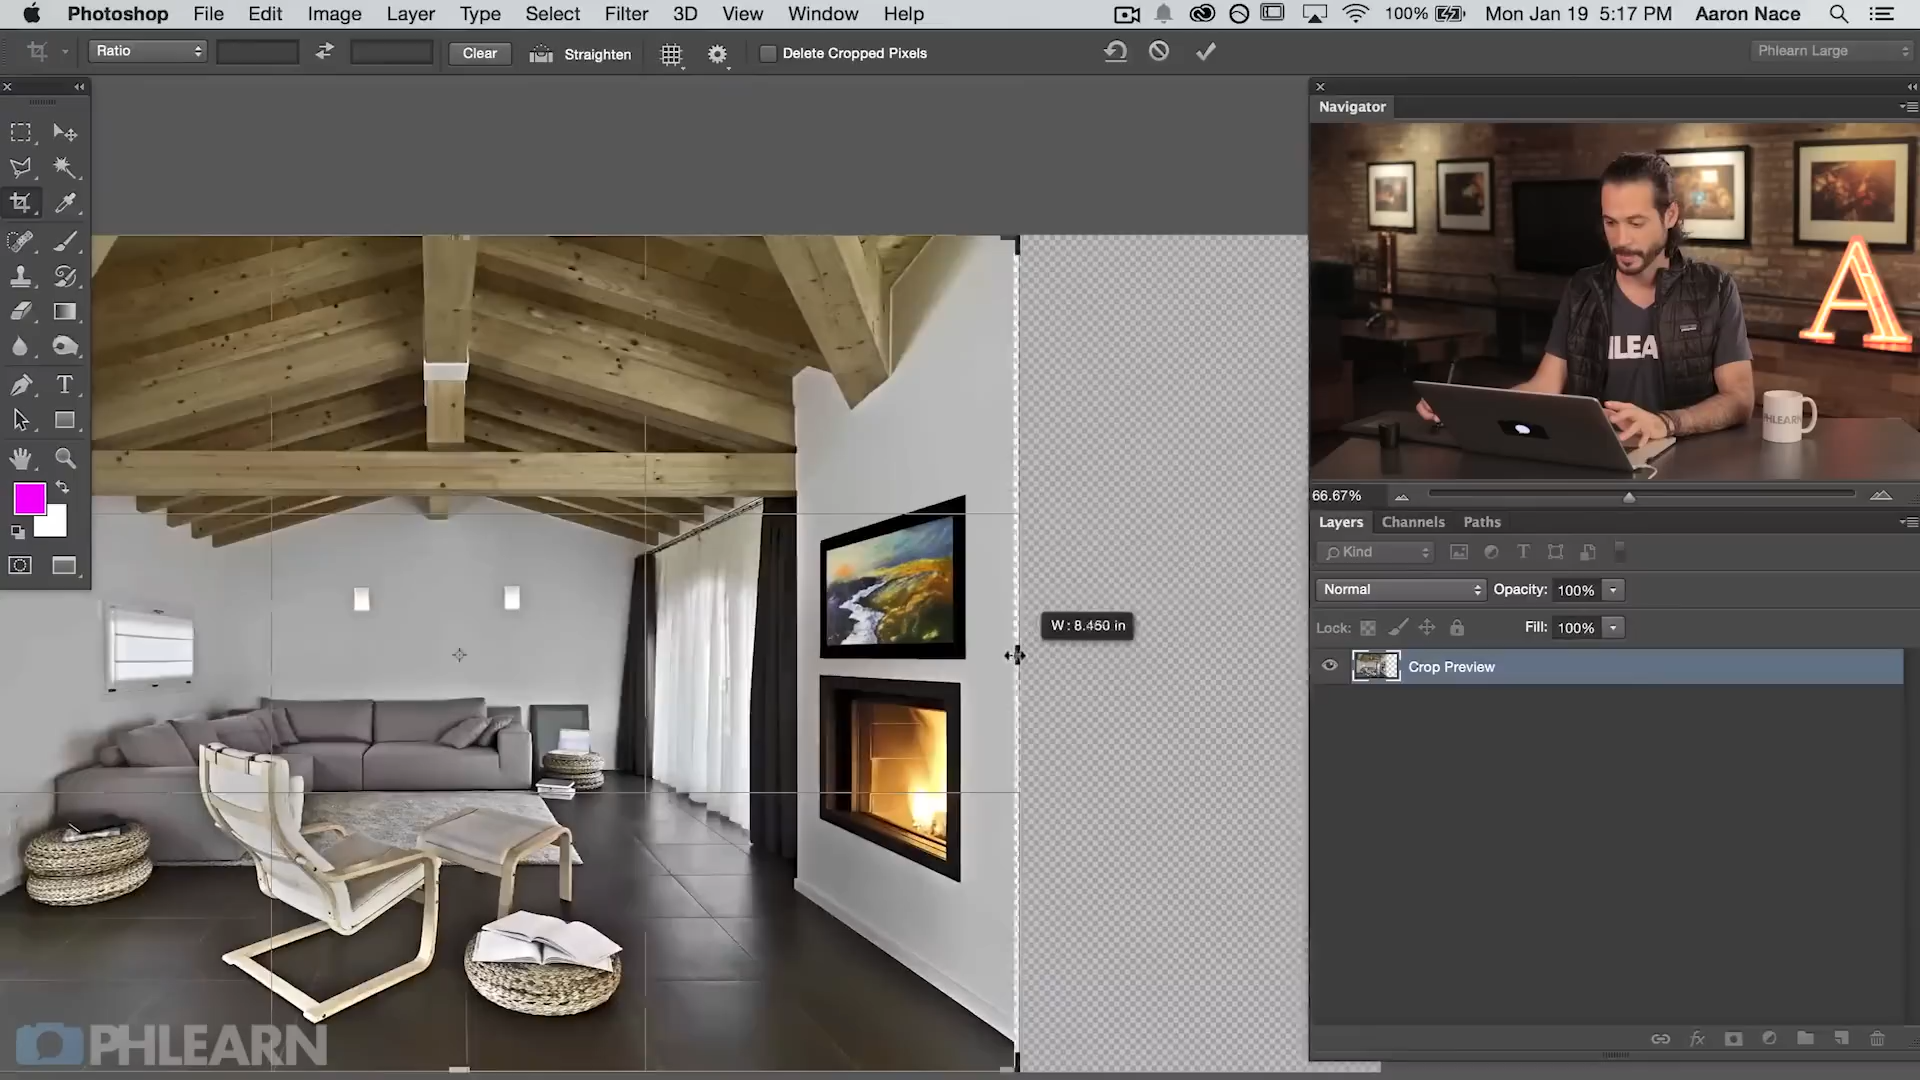 Photoshop File Edit Image Layer Type Select Filter 3D View Window Help 100% Mon Jan 19 5:17 PM Aaron Nace
Ratio Clear Straighten Delete Cropped Pixels Phlearn Large
Navigator
A
HLEA
PHLEARN
66.67%
Layers Channels Paths
Kind
Normal Opacity: 100%
Lock: Fill: 100%
W : 8.450 in
Crop Preview
PHLEARN